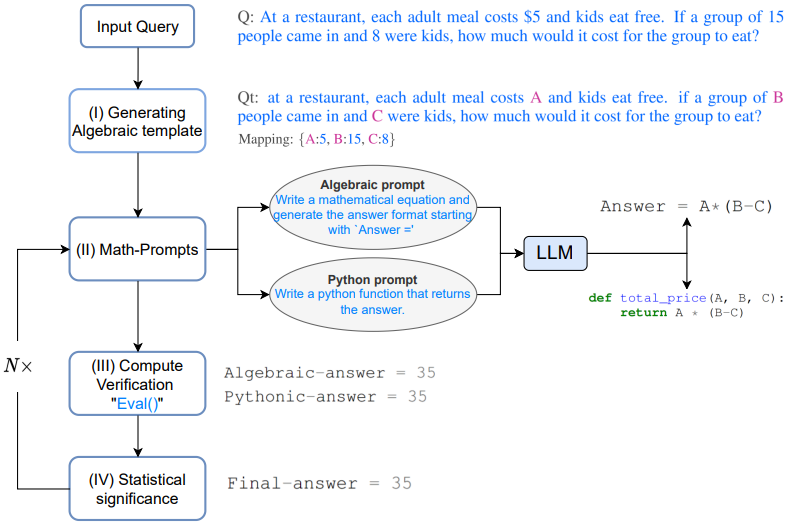 Input Query
Q: At a restaurant, each adult meal costs $5 and kids eat free. If a group of 15
people came in and 8 were kids, how much would it cost for the group to eat?
(I) Generating
Algebraic template
Qt: at a restaurant, each adult meal costs A and kids eat free. if a group of B
people came in and C were kids, how much would it cost for the group to eat?
Mapping: {A:5, B:15, C:8}
(II) Math-Prompts
Algebraic prompt
Write a mathematical equation and
generate the answer format starting
with `Answer ='
Python prompt
Write a python function that returns
the answer.
LLM
Answer = A*(B-C)
def total_price(A, B, C):
return A * (B-C)
N×
(III) Compute
Verification
"Eval()"
Algebraic-answer = 35
Pythonic-answer = 35
(IV) Statistical
significance
Final-answer = 35